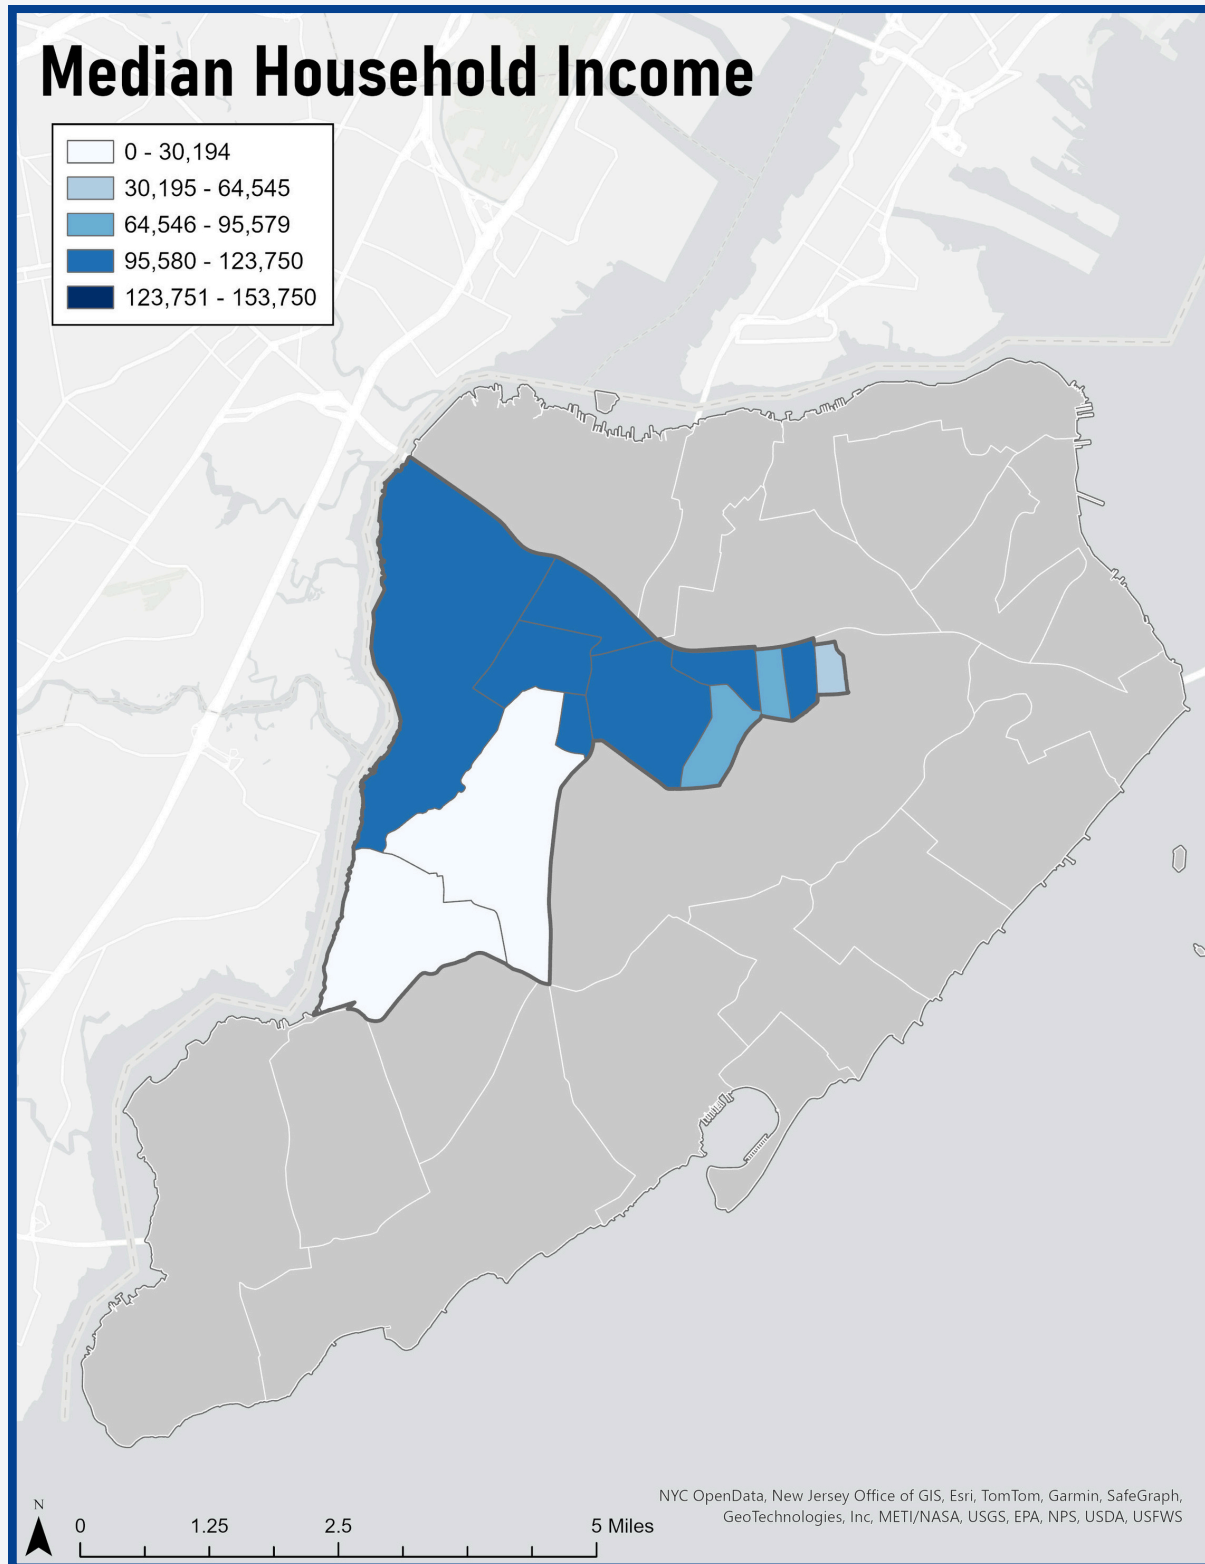 Median Household Income
0 - 30,194
30,195 - 64,545
64,546 - 95,579
95,580 - 123,750
123,751 - 153,750
NYC OpenData, New Jersey Office of GIS, Esri, TomTom, Garmin, SafeGraph,
GeoTechnologies, Inc, METI/NASA, USGS, EPA, NPS, USDA, USFWS
N
0 1.25 2.5 5 Miles